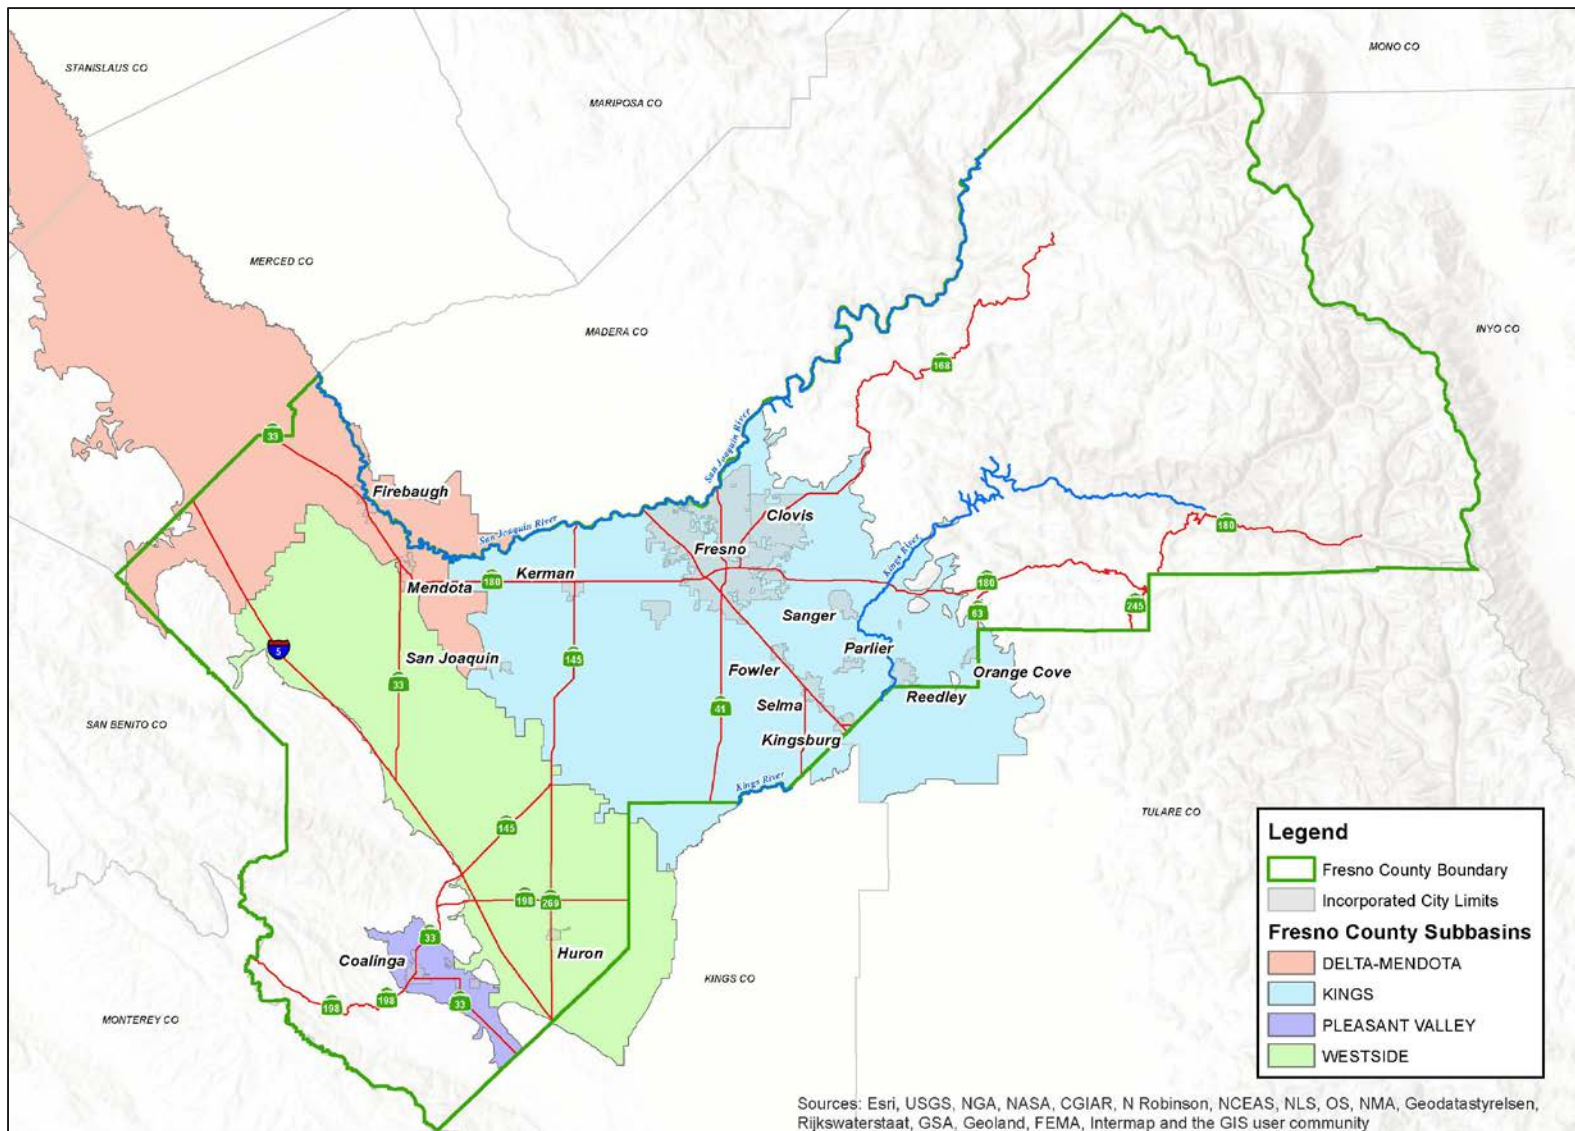 STANISLAUS CO
MONO CO
MARIPOSA CO
MERCED CO
MADERA CO
INYO CO
168
33
San Joaquin River
Firebaugh
Clovis
San Joaquin River
180
Fresno
Kings River
Kerman
180
180
Mendota
63
245
Sanger
5
San Joaquin
145
Parlier
Fowler
Orange Cove
33
Reedley
Selma
41
SAN BENITO CO
Kingsburg
Kings River
TULARE CO
145
198
269
33
Huron
Coalinga
KINGS CO
198
198
33
MONTEREY CO
Legend
Fresno County Boundary
Incorporated City Limits
Fresno County Subbasins
DELTA-MENDOTA
KINGS
PLEASANT VALLEY
WESTSIDE
Sources: Esri, USGS, NGA, NASA, CGIAR, N Robinson, NCEAS, NLS, OS, NMA, Geodatastyrelsen,
Rijkswaterstaat, GSA, Geoland, FEMA, Intermap and the GIS user community